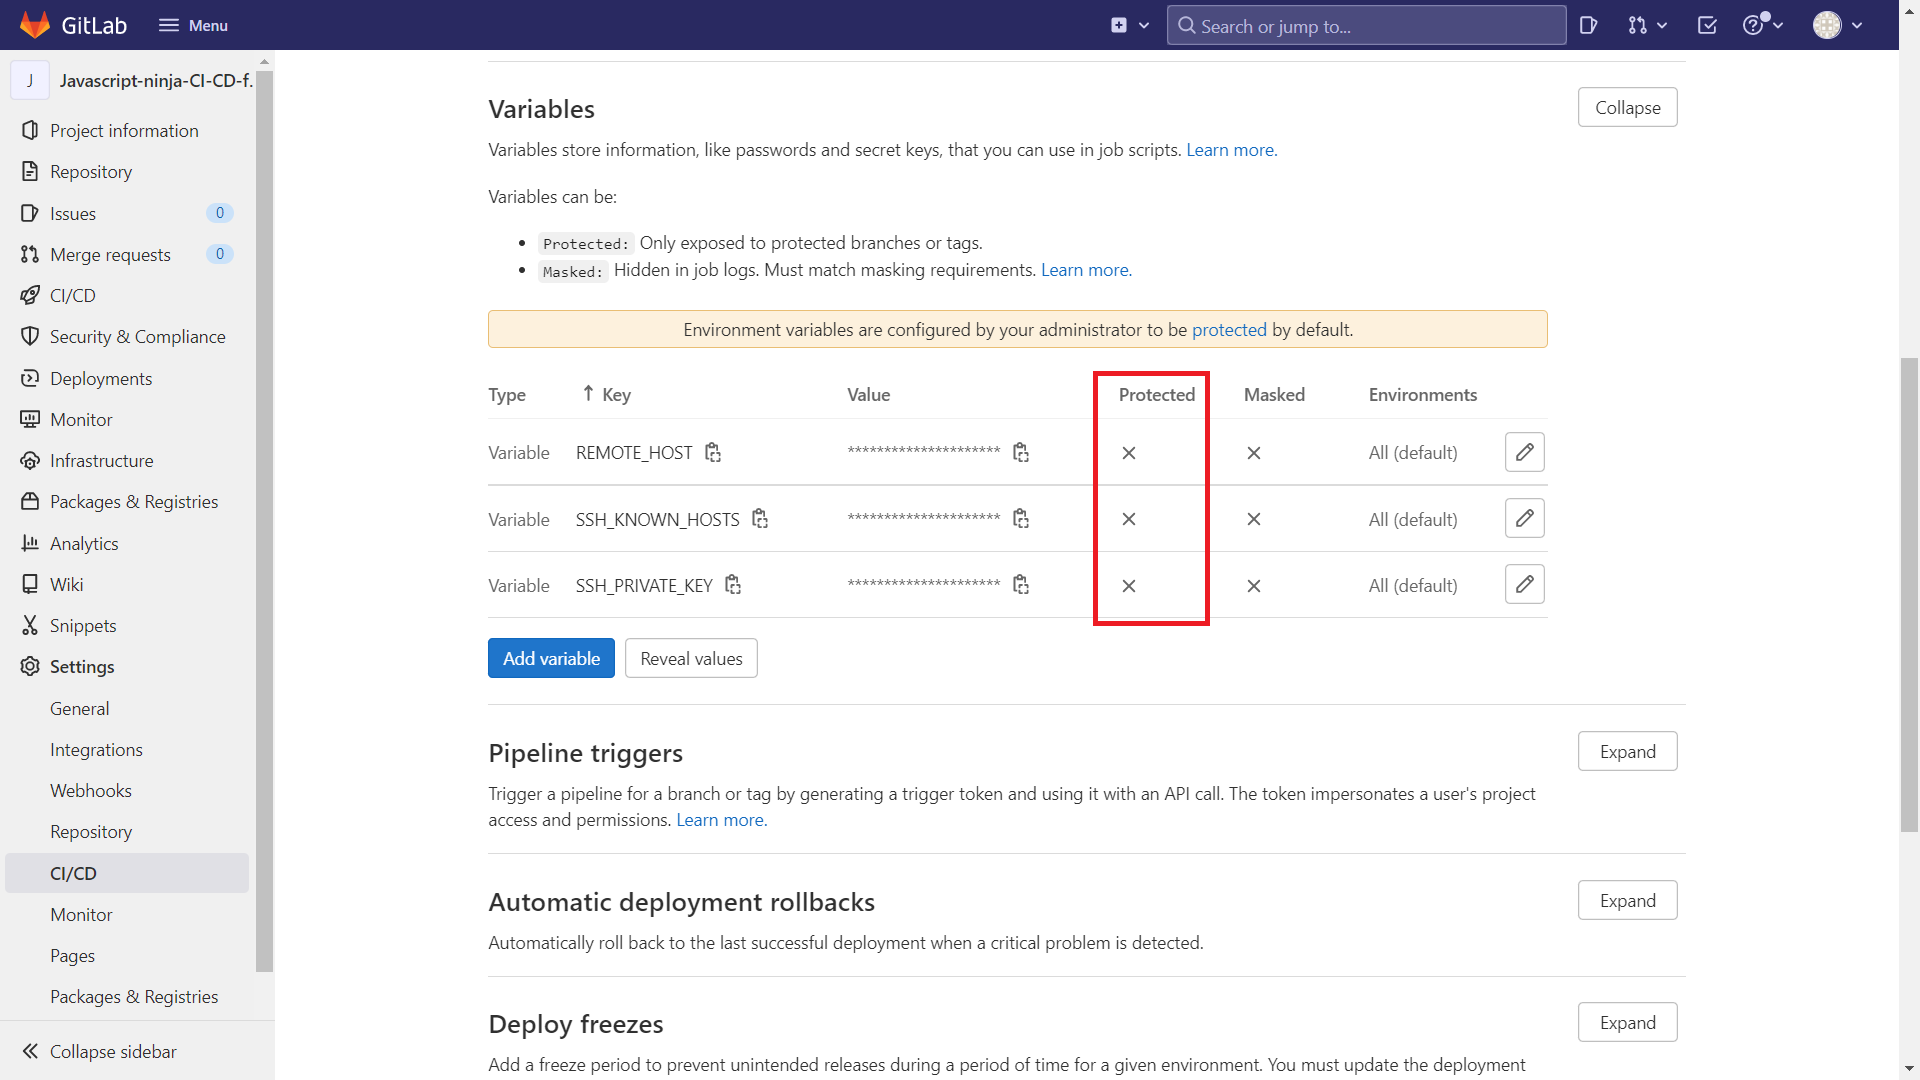 GitLab
Menu
Search or jump to...
J
Javascript-ninja-CI-CD-f.
Project information
Repository
Issues 0
Merge requests 0
CI/CD
Security & Compliance
Deployments
Monitor
Infrastructure
Packages & Registries
Analytics
Wiki
Snippets
Settings
General
Integrations
Webhooks
Repository
CI/CD
Monitor
Pages
Packages & Registries
Collapse sidebar
Variables
Collapse
Variables store information, like passwords and secret keys, that you can use in job scripts. Learn more.
Variables can be:
• Protected: Only exposed to protected branches or tags.
• Masked: Hidden in job logs. Must match masking requirements. Learn more.
Environment variables are configured by your administrator to be protected by default.
Type ↑ Key Value Protected Masked Environments
Variable REMOTE_HOST ********************* All (default)
Variable SSH_KNOWN_HOSTS ********************* All (default)
Variable SSH_PRIVATE_KEY ********************* All (default)
Add variable Reveal values
Pipeline triggers
Expand
Trigger a pipeline for a branch or tag by generating a trigger token and using it with an API call. The token impersonates a user's project
access and permissions. Learn more.
Automatic deployment rollbacks
Expand
Automatically roll back to the last successful deployment when a critical problem is detected.
Deploy freezes
Expand
Add a freeze period to prevent unintended releases during a period of time for a given environment. You must update the deployment